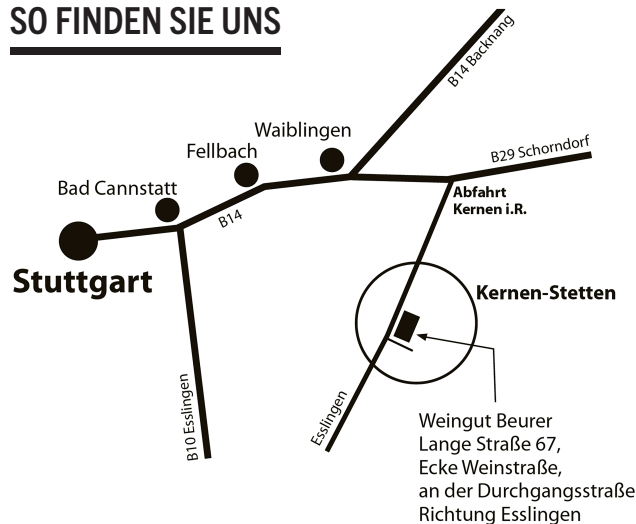 SO FINDEN SIE UNS
B14 Backnang
Waiblingen
Fellbach
B29 Schorndorf
Bad Cannstatt
Abfahrt
Kernen i.R.
B14
Stuttgart
Kernen-Stetten
B10 Esslingen
Esslingen
Weingut Beurer
Lange Straße 67,
Ecke Weinstraße,
an der Durchgangsstraße
Richtung Esslingen